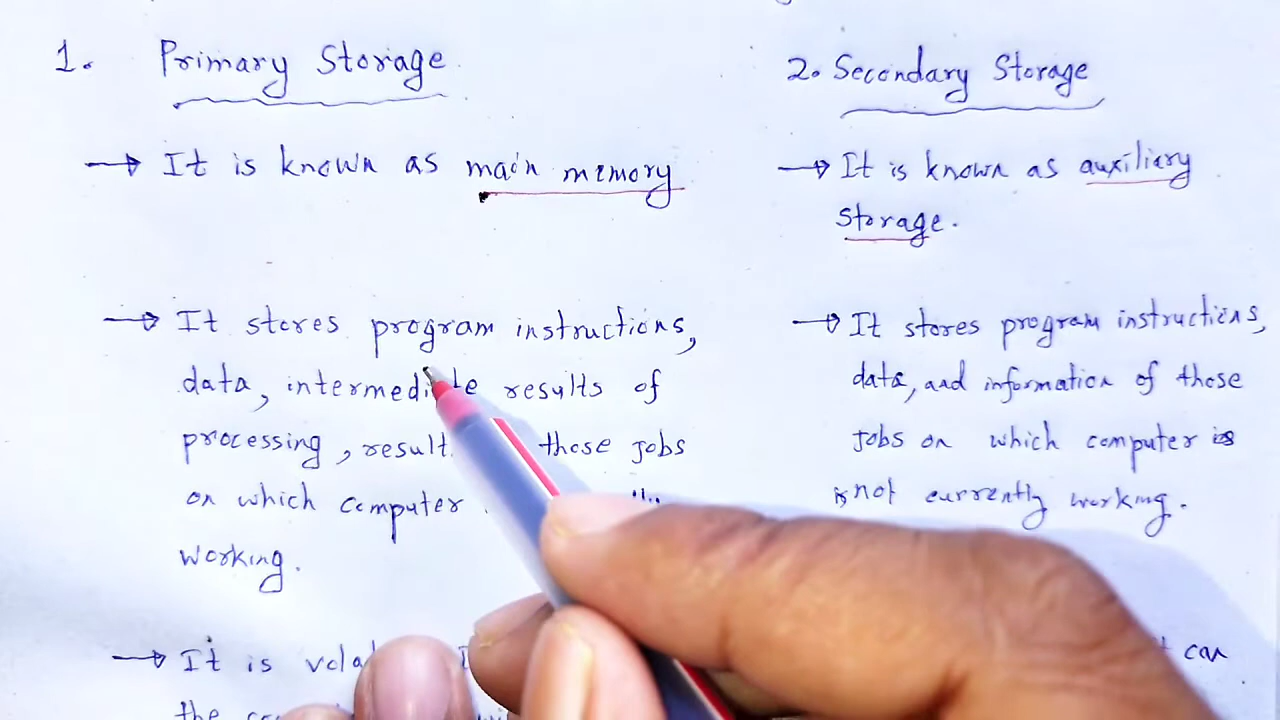 1. Primary Storage
→ It is known as main memory
→ It stores program instructions,
data, intermediate results of
processing, result those jobs
on which computer
working.
→ It is
the
2. Secondary Storage
→ It is known as auxiliary
storage.
→ It stores program instructions,
data, and information of those
jobs on which computer is
is not currently working.
can